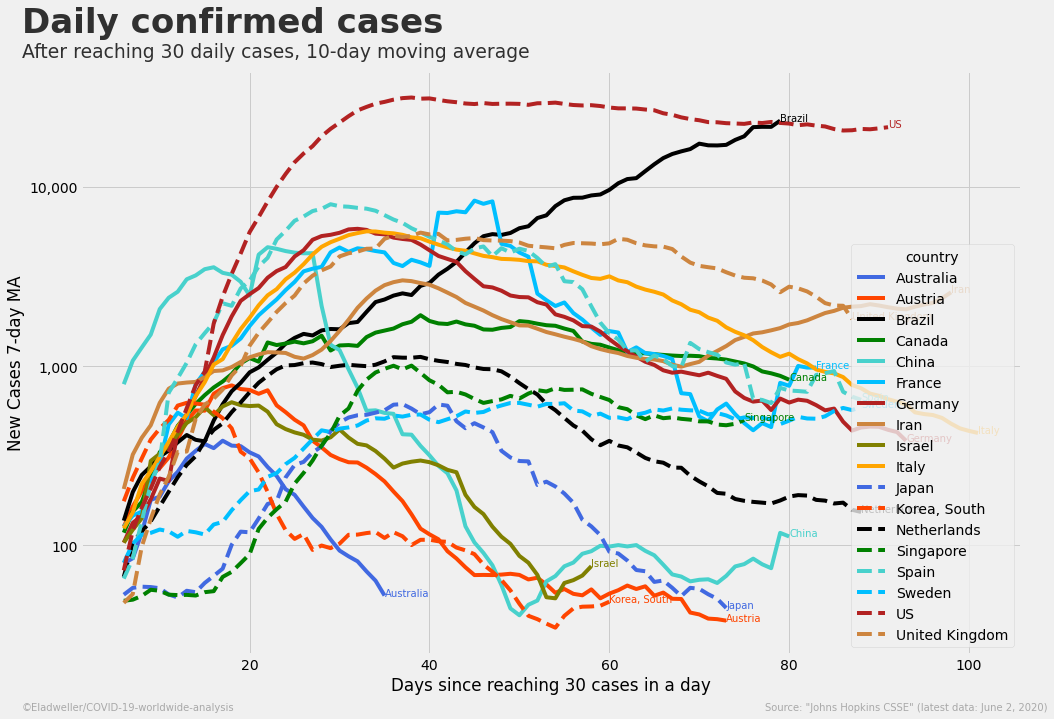 Daily confirmed cases
After reaching 30 daily cases, 10-day moving average
New Cases 7-day MA
10,000
1,000
100
20
40
60
80
100
Days since reaching 30 cases in a day
Brazil
US
Iran
France
Canada
Singapore
Italy
Germany
Netherlands
China
Israel
Australia
Korea, South
Japan
Austria
country
Australia
Austria
Brazil
Canada
China
France
Germany
Iran
Israel
Italy
Japan
Korea, South
Netherlands
Singapore
Spain
Sweden
US
United Kingdom
©Eladweller/COVID-19-worldwide-analysis
Source: "Johns Hopkins CSSE" (latest data: June 2, 2020)